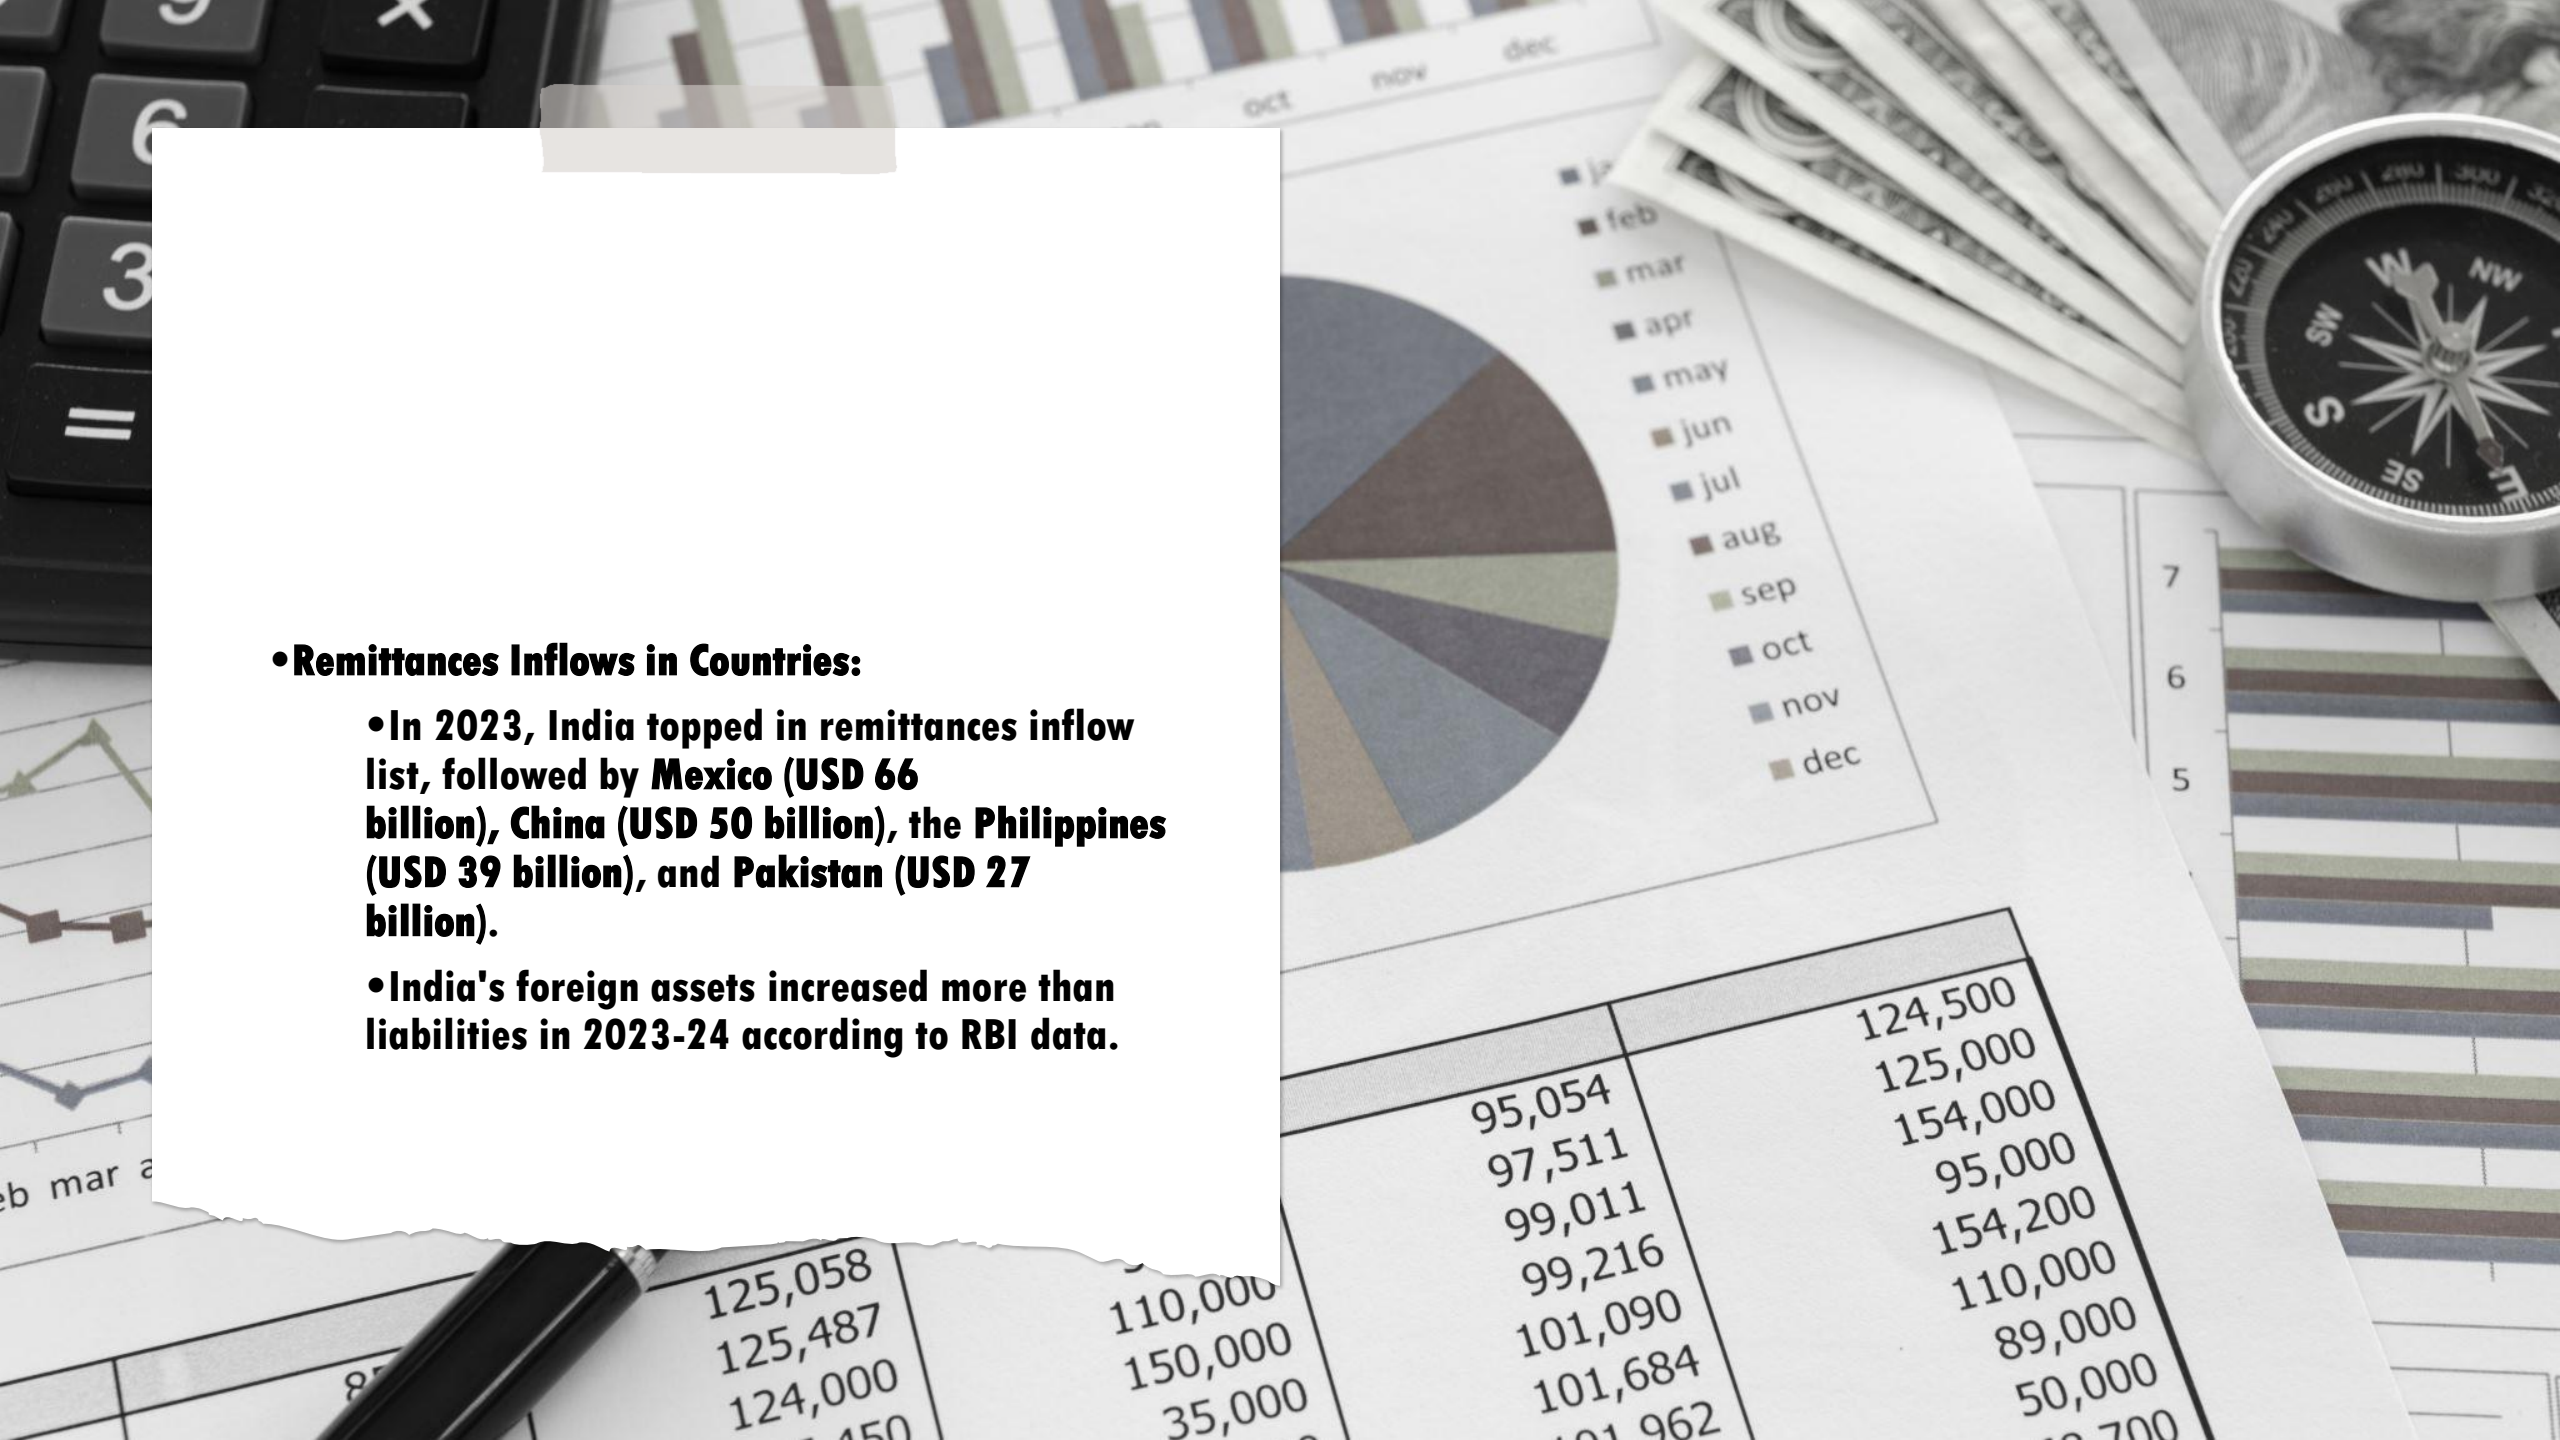 9
×
6
3
=
oct
nov
dec
feb
mar
apr
may
jun
jul
aug
sep
oct
nov
dec
W
NW
SW
S
SE
E
7
6
5
•Remittances Inflows in Countries:
•In 2023, India topped in remittances inflow
list, followed by Mexico (USD 66
billion), China (USD 50 billion), the Philippines
(USD 39 billion), and Pakistan (USD 27
billion).
•India's foreign assets increased more than
liabilities in 2023-24 according to RBI data.
mar
125,058
125,487
124,000
110,000
150,000
35,000
95,054
97,511
99,011
99,216
101,090
101,684
124,500
125,000
154,000
95,000
154,200
110,000
89,000
50,000